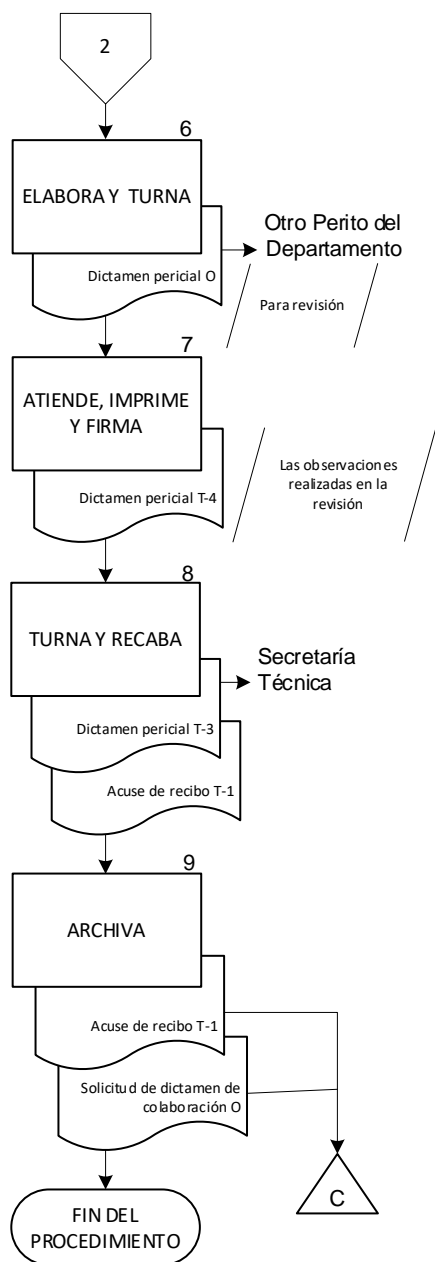 2
6
ELABORA Y TURNA
Dictamen pericial O
Otro Perito del
Departamento
Para revisión
7
ATIENDE, IMPRIME
Y FIRMA
Dictamen pericial T-4
Las observaciones
realizadas en la
revisión
8
TURNA Y RECABA
Dictamen pericial T-3
Acuse de recibo T-1
Secretaría
Técnica
9
ARCHIVA
Acuse de recibo T-1
Solicitud de dictamen de
colaboración O
C
FIN DEL
PROCEDIMIENTO